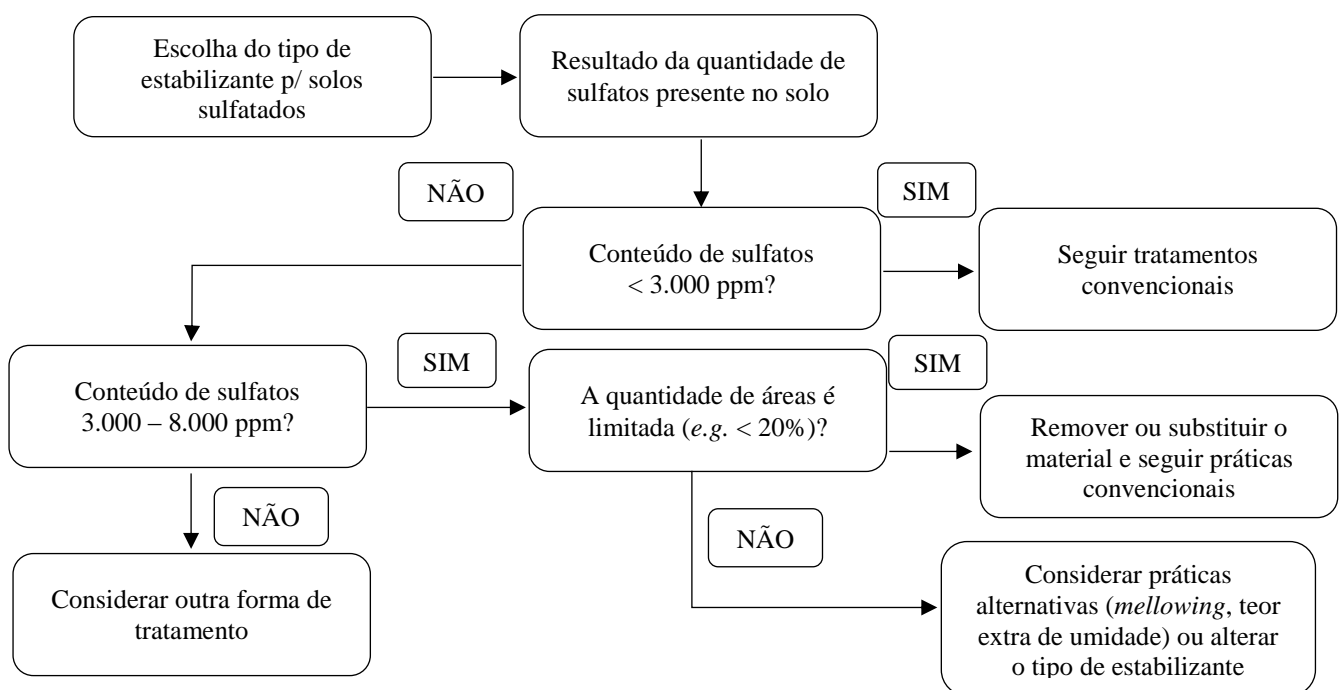 Escolha do tipo de
estabilizante p/ solos
sulfatados
Resultado da quantidade de
sulfatos presente no solo
NÃO
SIM
Conteúdo de sulfatos
< 3.000 ppm?
Seguir tratamentos
convencionais
SIM
SIM
Conteúdo de sulfatos
3.000 – 8.000 ppm?
A quantidade de áreas é
limitada (e.g. < 20%)?
Remover ou substituir o
material e seguir práticas
convencionais
NÃO
NÃO
Considerar outra forma de
tratamento
Considerar práticas
alternativas (mellowing, teor
extra de umidade) ou alterar
o tipo de estabilizante